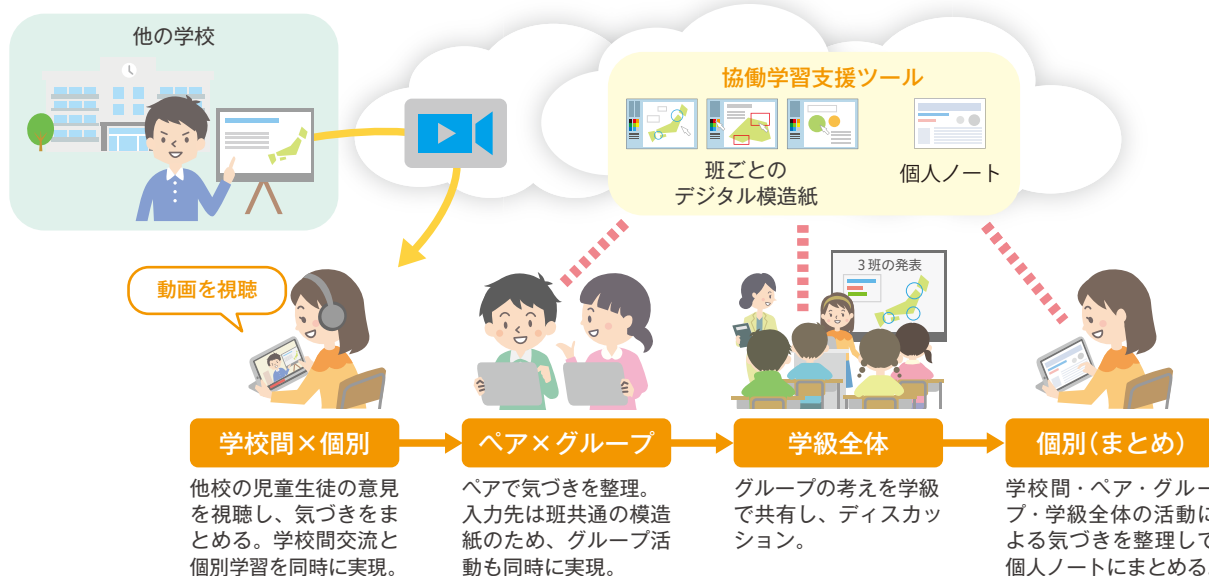 他の学校
協働学習支援ツール
班ごとの
デジタル模造紙
個人ノート
動画を視聴
3班の発表
学校間×個別
他校の児童生徒の意見
を視聴し、気づきをま
とめる。学校間交流と
個別学習を同時に実現。
ペア×グループ
ペアで気づきを整理。
入力先は班共通の模造
紙のため、グループ活
動も同時に実現。
学級全体
グループの考えを学級
で共有し、ディスカッ
ション。
個別(まとめ)
学校間・ペア・グルー
プ・学級全体の活動に
よる気づきを整理して
個人ノートにまとめる